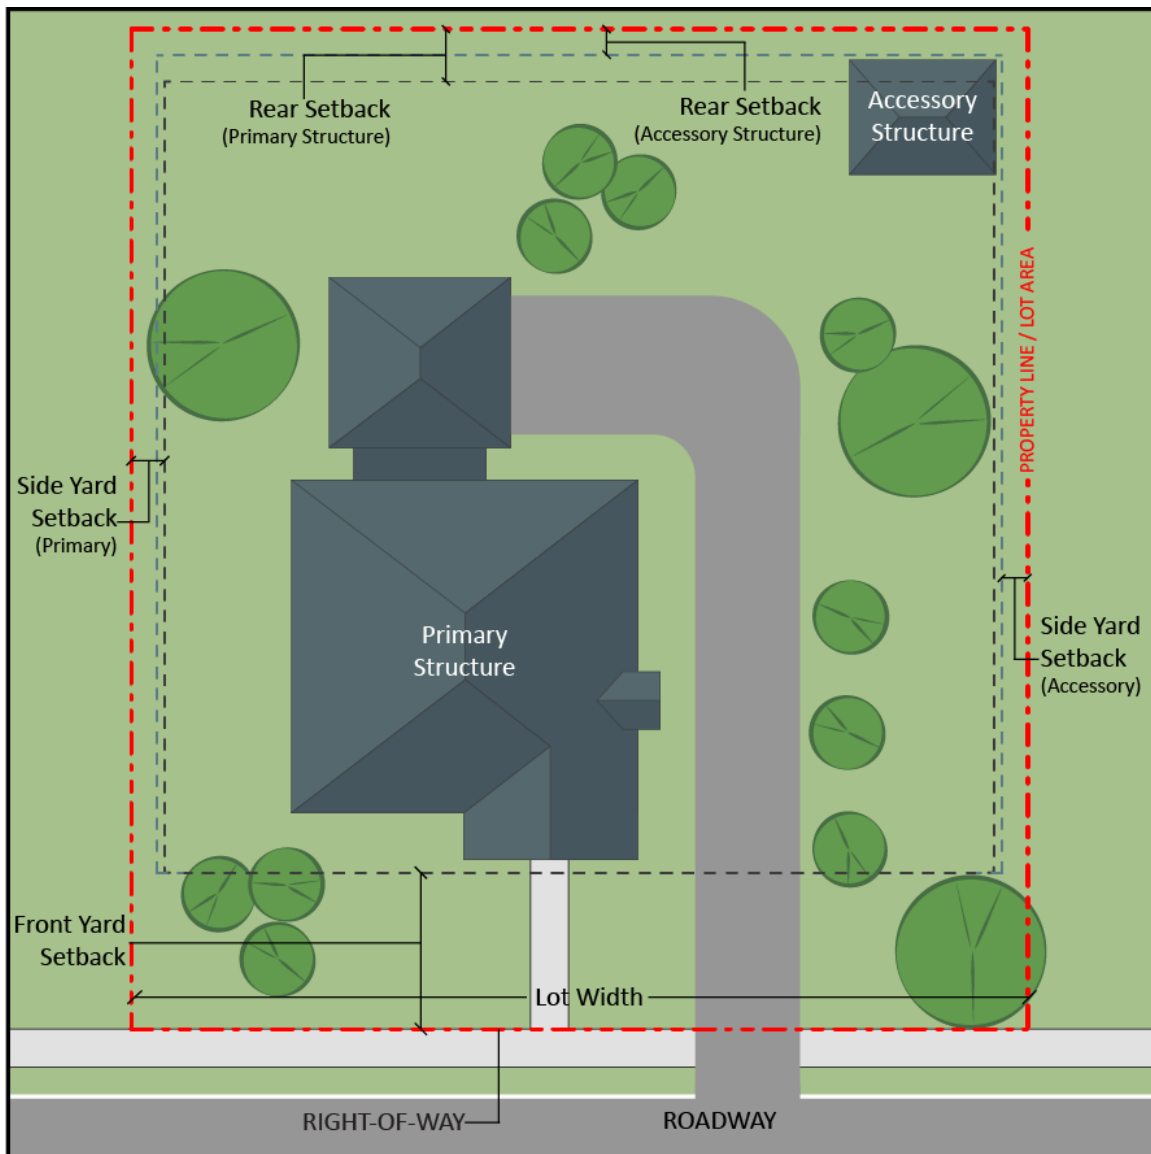 Rear Setback
(Primary Structure)
Rear Setback
(Accessory Structure)
Accessory
Structure
PROPERTY LINE / LOT AREA
Side Yard
Setback
(Primary)
Primary
Structure
Side Yard
Setback
(Accessory)
Front Yard
Setback
Lot Width
RIGHT-OF-WAY
ROADWAY